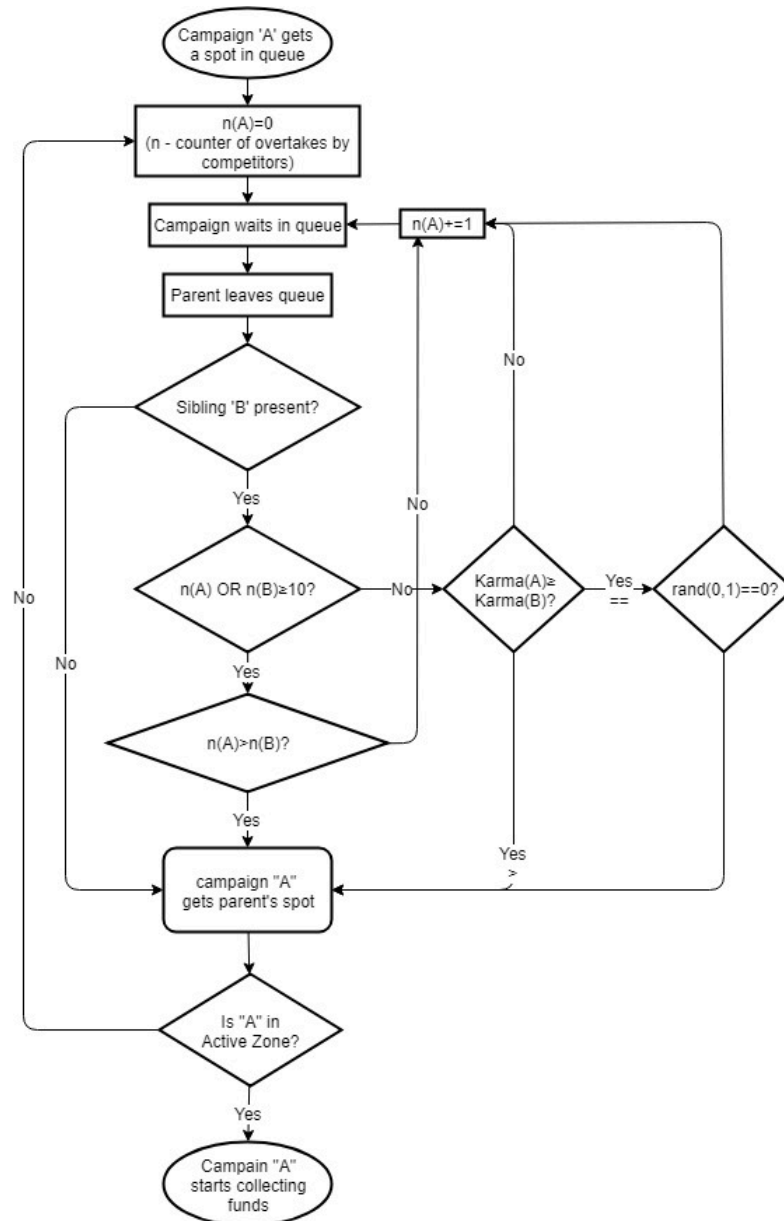 Campaign 'A' gets
a spot in queue
n(A)=0
(n - counter of overtakes by
competitors)
Campaign waits in queue
n(A)+=1
Parent leaves queue
No
Sibling 'B' present?
Yes
No
n(A) OR n(B)≥10?
No
Karma(A)≥
Karma(B)?
Yes
==
rand(0,1)==0?
No
No
Yes
n(A)>n(B)?
Yes
Yes
>
campaign "A"
gets parent's spot
Is "A" in
Active Zone?
Yes
Campain "A"
starts collecting
funds